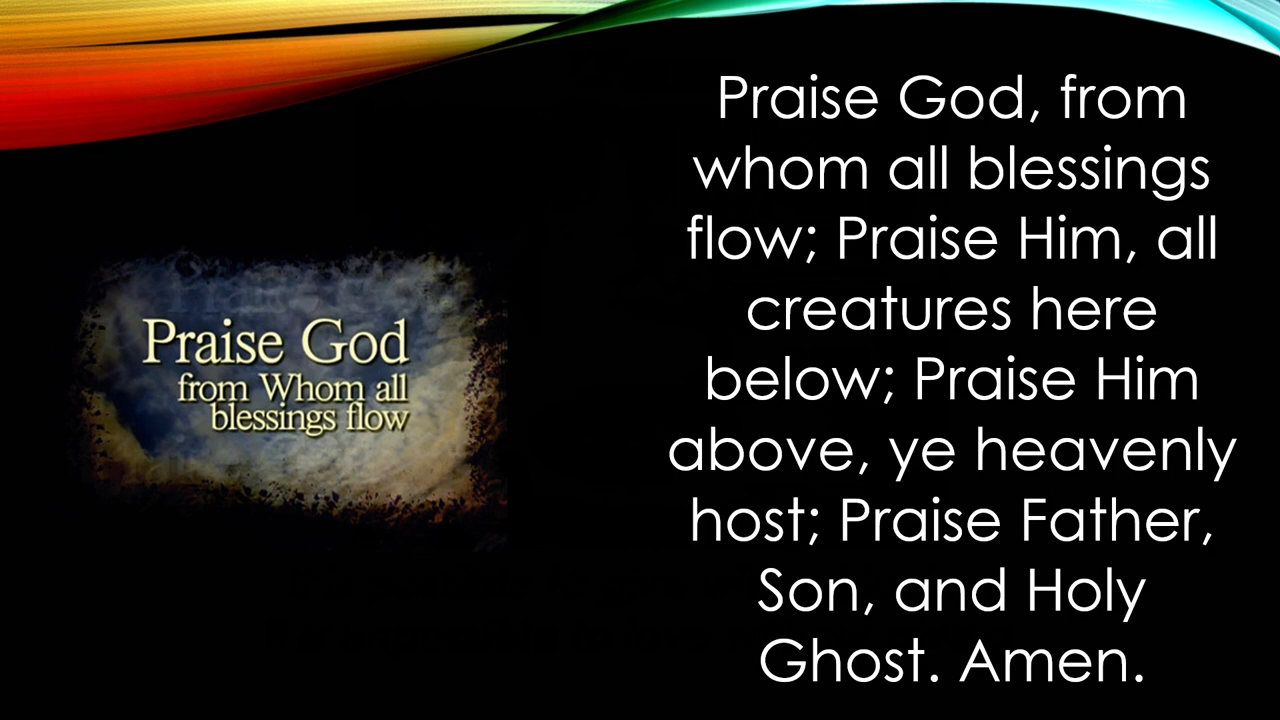 Praise God
from Whom all
blessings flow
Praise God, from
whom all blessings
flow; Praise Him, all
creatures here
below; Praise Him
above, ye heavenly
host; Praise Father,
Son, and Holy
Ghost. Amen.